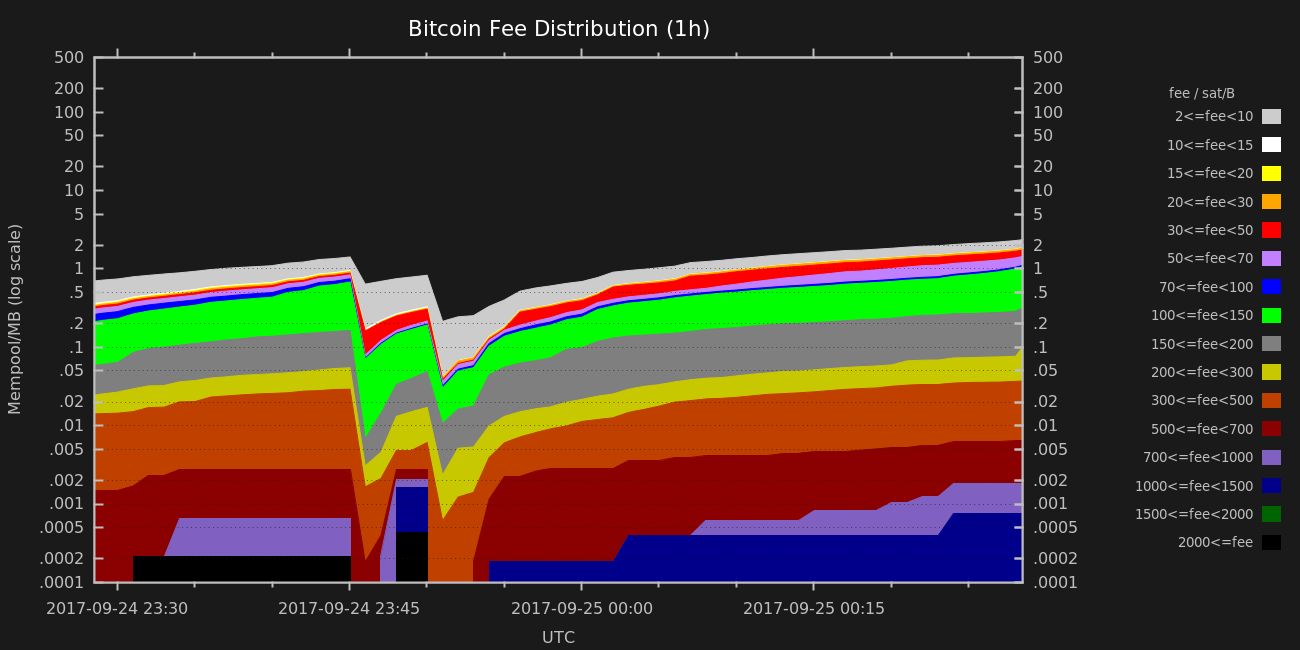 Bitcoin Fee Distribution (1h)
500 500
200 200
100 100
50 50
20 20
10 10
5 5
2 2
1 1
.5 .5
.2 .2
.1 .1
.05 .05
.02 .02
.01 .01
.005 .005
.002 .002
.001 .001
.0005 .0005
.0002 .0002
.0001 .0001
Mempool/MB (log scale)
2017-09-24 23:30 2017-09-24 23:45 2017-09-25 00:00 2017-09-25 00:15
UTC
fee / sat/B
2<=fee<10
10<=fee<15
15<=fee<20
20<=fee<30
30<=fee<50
50<=fee<70
70<=fee<100
100<=fee<150
150<=fee<200
200<=fee<300
300<=fee<500
500<=fee<700
700<=fee<1000
1000<=fee<1500
1500<=fee<2000
2000<=fee